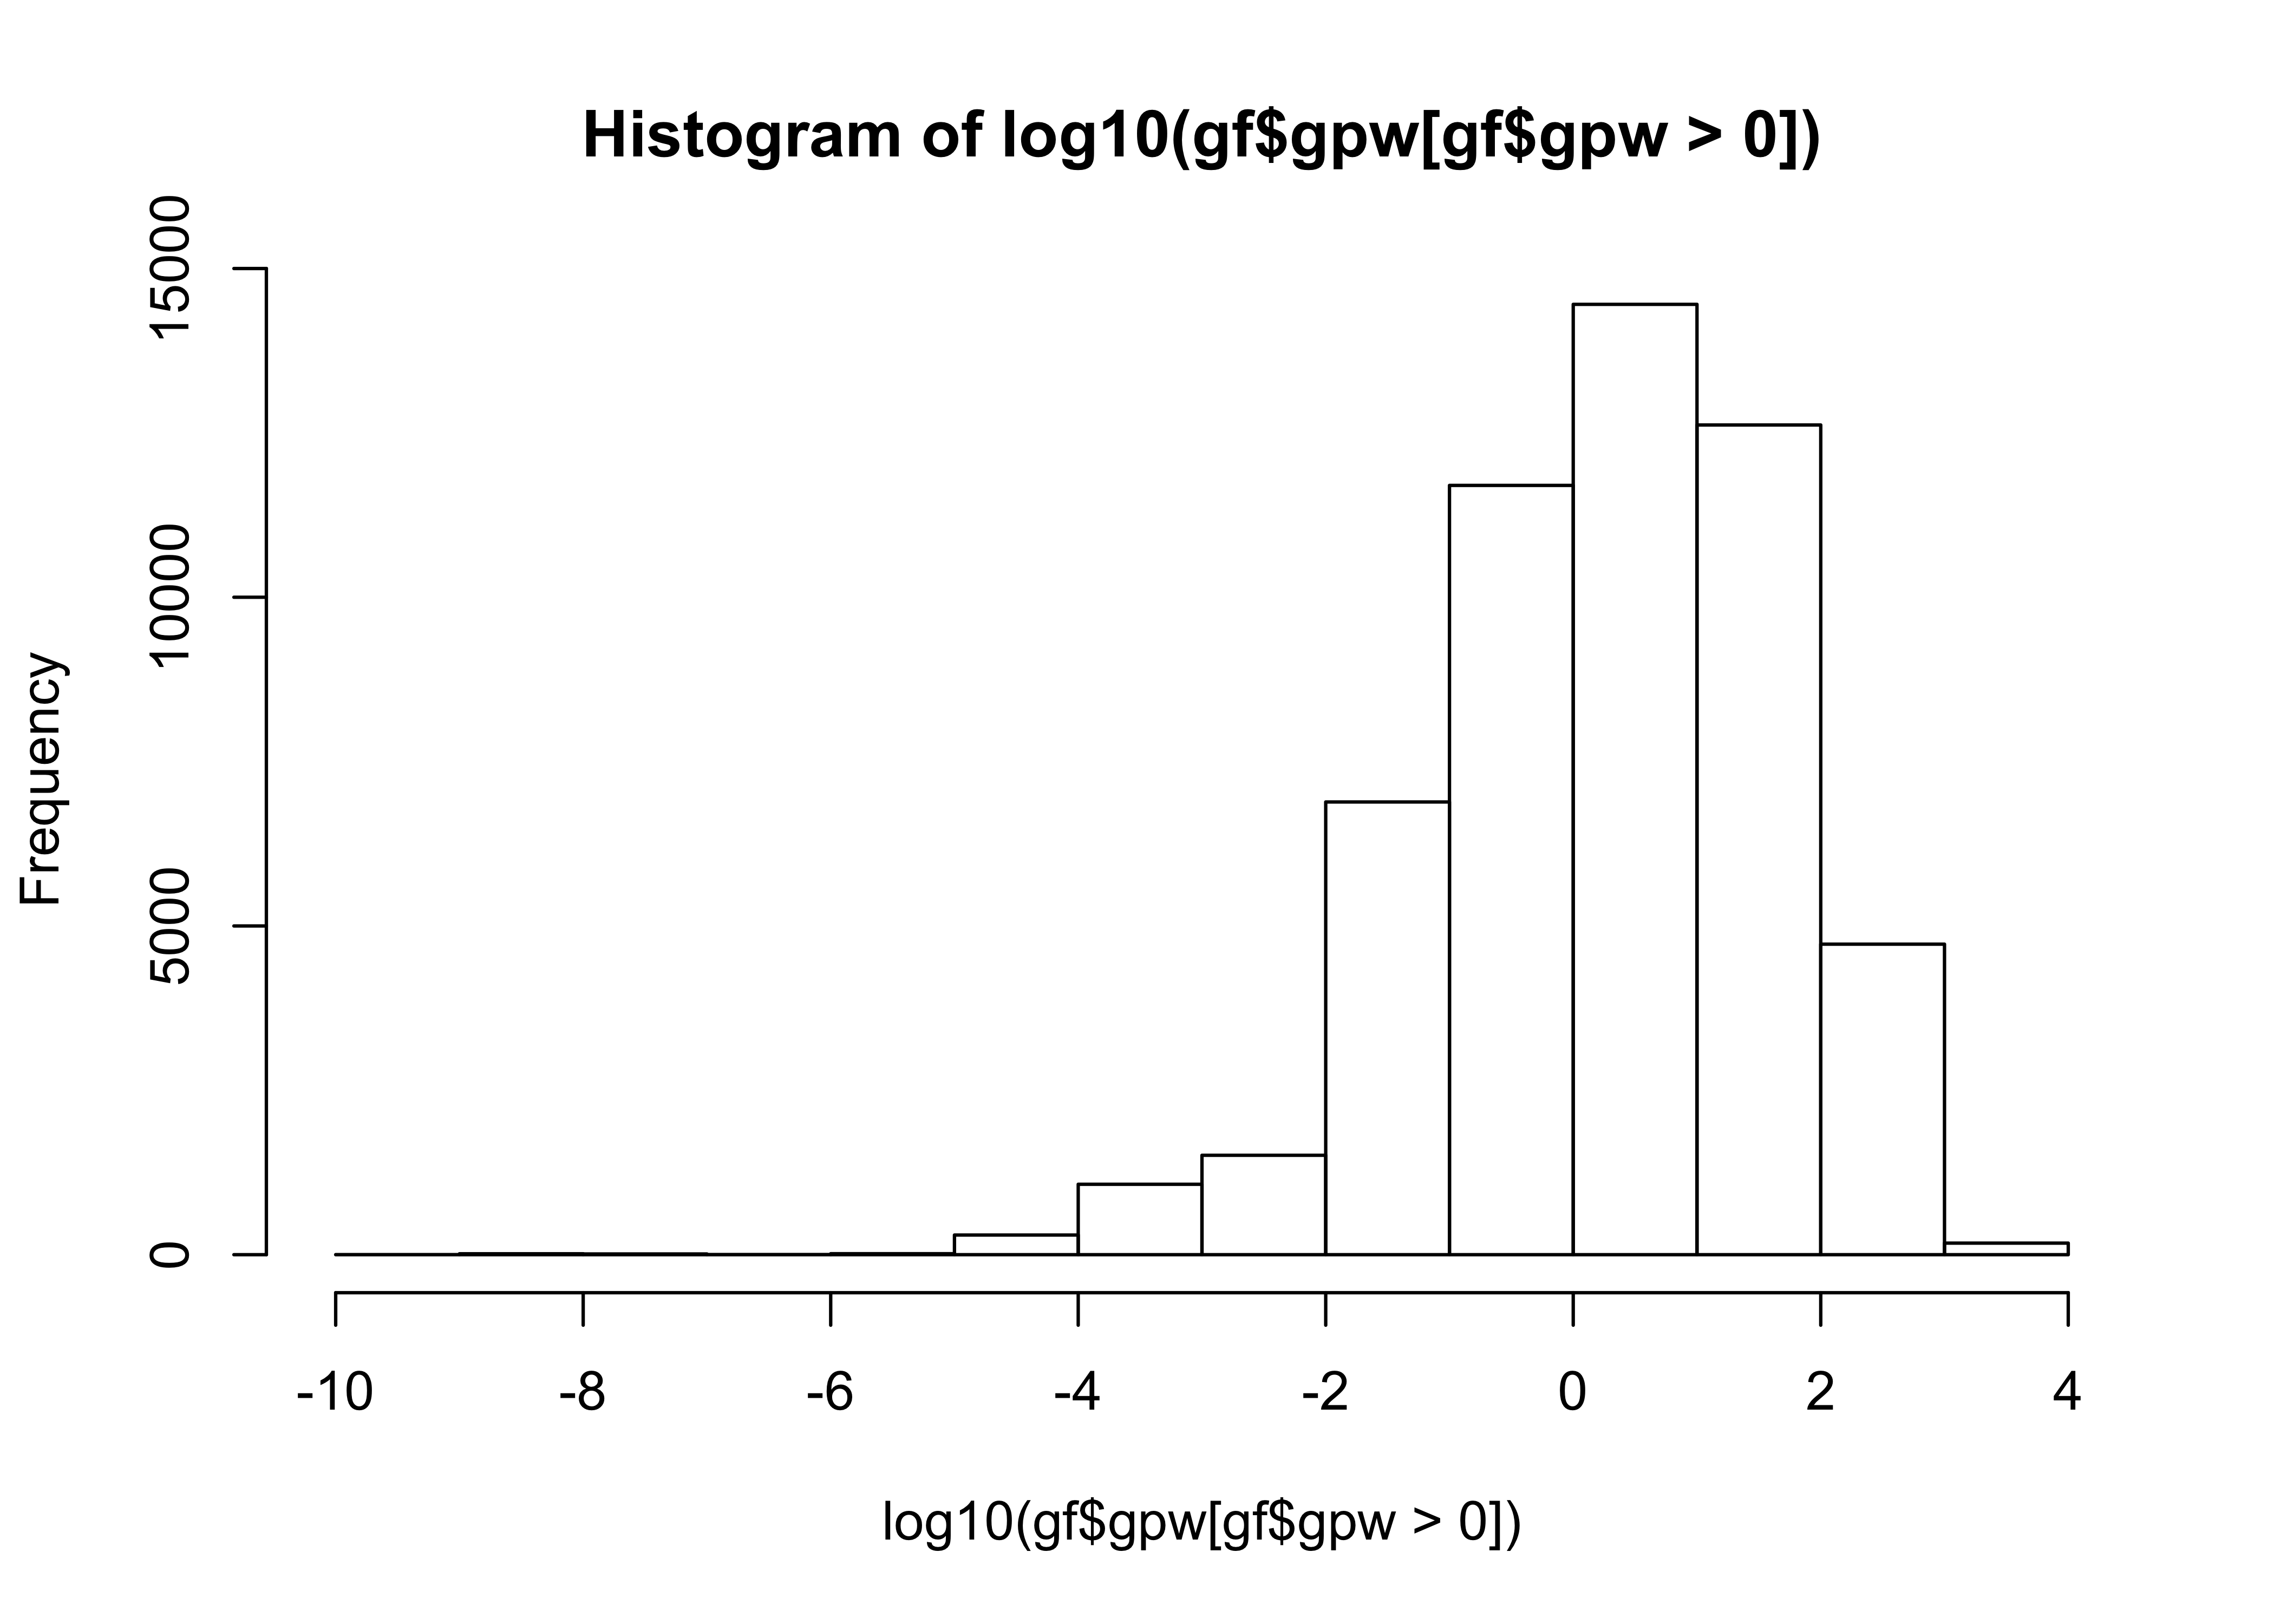 Histogram of log10(gf$gpw[gf$gpw > 0])
Frequency
15000
10000
5000
0
-10 -8 -6 -4 -2 0 2 4
log10(gf$gpw[gf$gpw > 0])